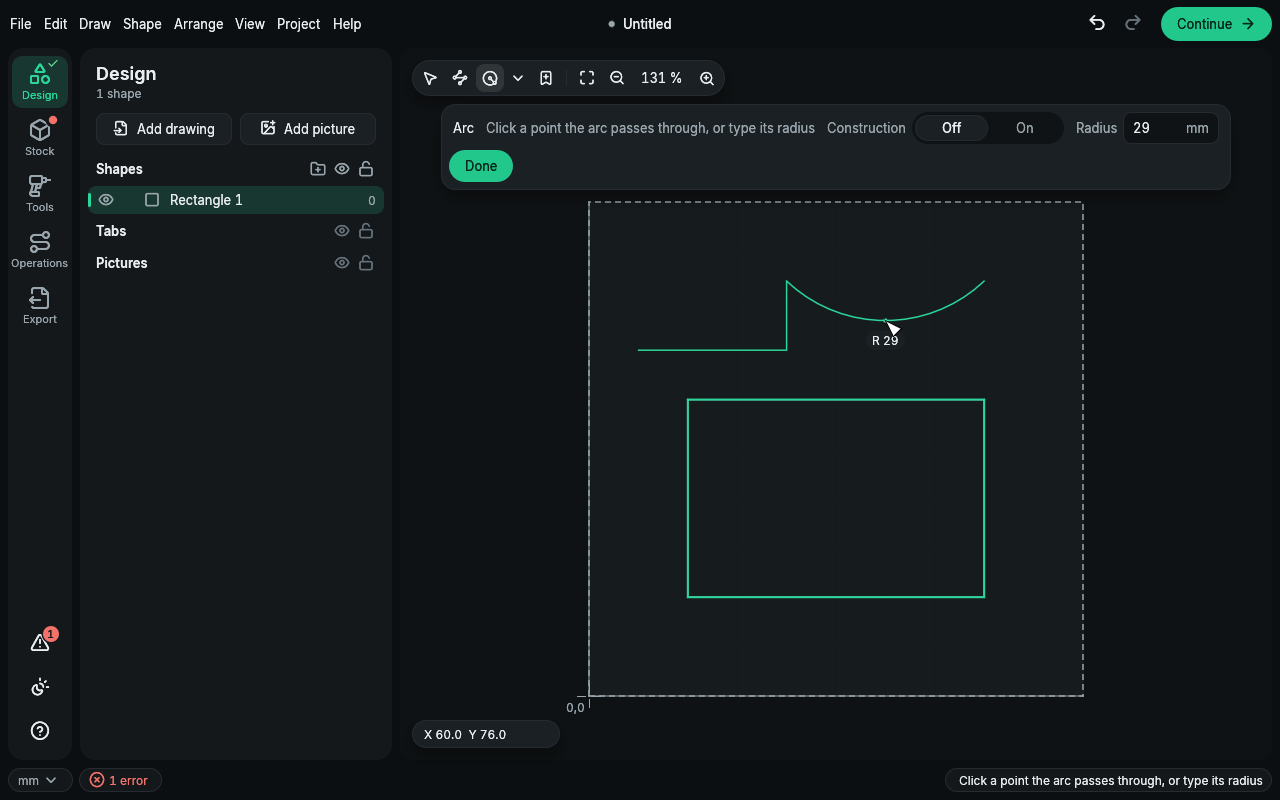 File Edit Draw Shape Arrange View Project Help
Untitled
Continue
Design
Stock
Tools
Operations
Export
1
Design
1 shape
Add drawing
Add picture
Shapes
Rectangle 1
0
Tabs
Pictures
131 %
Arc Click a point the arc passes through, or type its radius Construction Off On Radius 29 mm
Done
R 29
0,0
X 60.0 Y 76.0
mm
1 error
Click a point the arc passes through, or type its radius